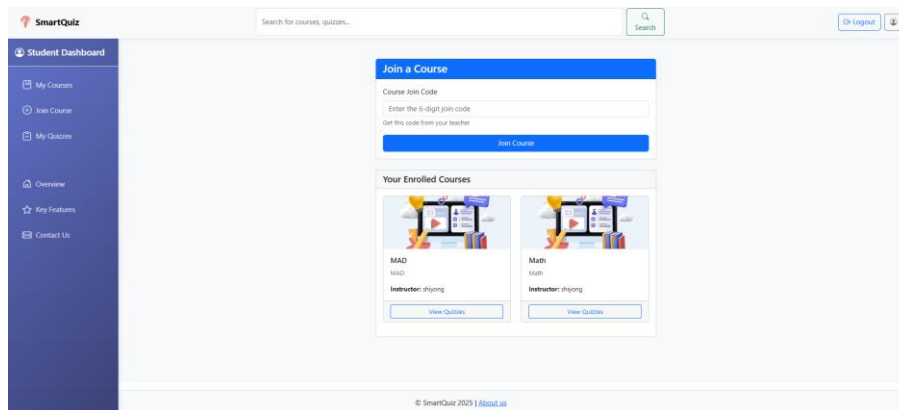 SmartQuiz
Search for courses, quizzes...
Search
Logout
Student Dashboard
My Courses
Join Course
My Quizzes
Overview
Key Features
Contact Us
Join a Course
Course Join Code
Enter the 6-digit join code
Get this code from your teacher
Join Course
Your Enrolled Courses
MAD
MAD
Instructor: shiyong
View Quizzes
Math
Math
Instructor: shiyong
View Quizzes
© SmartQuiz 2025 | About us